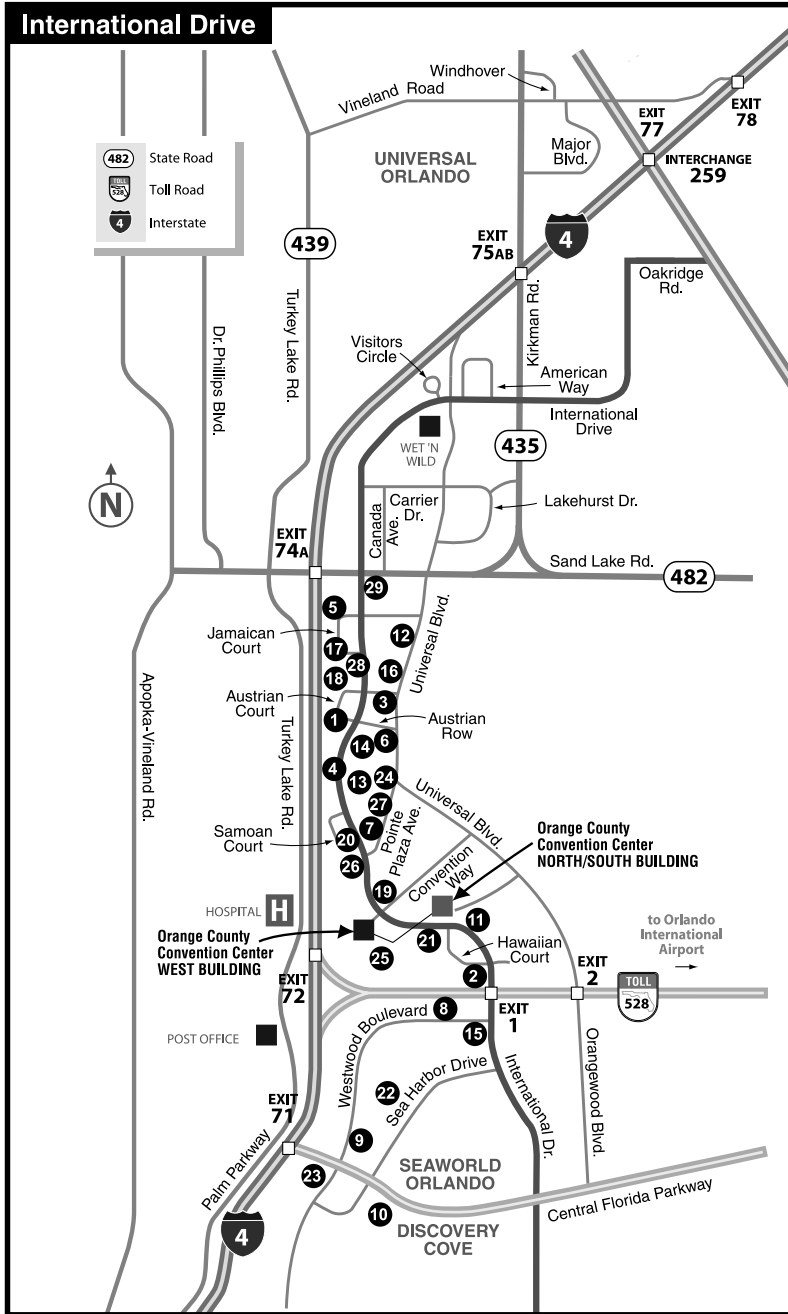 International Drive
Windhover
Vineland Road
EXIT
77
EXIT
78
482 State Road
TOLL
528
Toll Road
4 Interstate
UNIVERSAL
ORLANDO
Major
Blvd.
INTERCHANGE
259
439
EXIT
75AB
4
Oakridge
Rd.
Turkey Lake Rd.
Dr. Phillips Blvd.
Kirkman Rd.
Visitors
Circle
American
Way
International
Drive
WET 'N
WILD
435
N
Canada
Ave.
Carrier
Dr.
Lakehurst Dr.
EXIT
74A
Sand Lake Rd.
482
29
5
Jamaican
Court
12
Universal Blvd.
17
28
16
18
Austrian
Court
3
1
Austrian
Row
Apopka-Vineland Rd.
Turkey Lake Rd.
14
6
4
13
24
27
Universal Blvd.
7
Pointe
Plaza Ave.
Samoan
Court
20
26
Orange County
Convention Center
NORTH/SOUTH BUILDING
Convention
Way
19
HOSPITAL H
11
Orange County
Convention Center
WEST BUILDING
21
25
Hawaiian
Court
to Orlando
International
Airport
2
EXIT
72
EXIT
2
TOLL
528
8
EXIT
1
POST OFFICE
15
Westwood Boulevard
Sea Harbor Drive
International Dr.
Orangewood Blvd.
22
EXIT
71
9
23
SEAWORLD
ORLANDO
Palm Parkway
10
Central Florida Parkway
DISCOVERY
COVE
4